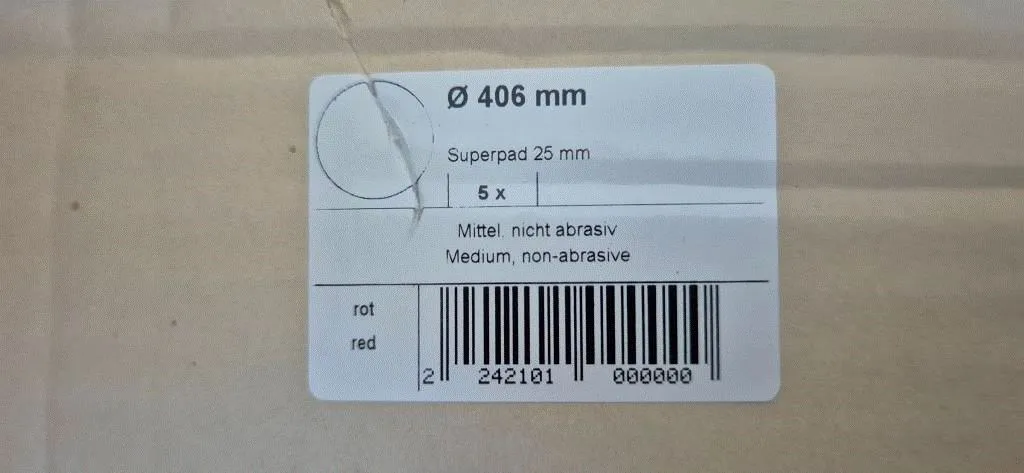 Ø 406 mm
Superpad 25 mm
5 x
Mittel, nicht abrasiv
Medium, non-abrasive
rot
red
2 242101 000000